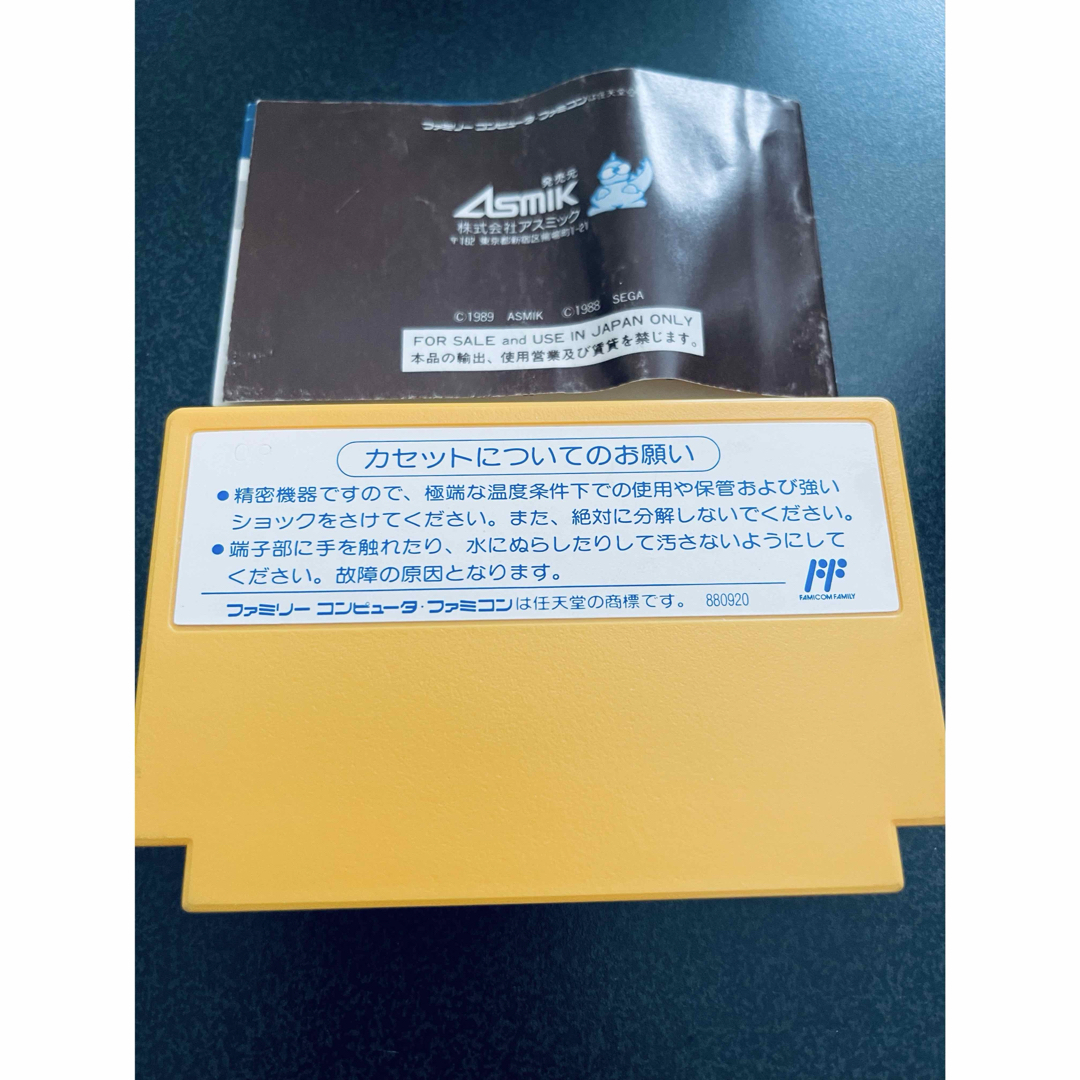 ファミリー コンピュータ・ファミコンは任天堂の
発売元
ASMIK
株式会社アスミック
〒162 東京都新宿区
©1989 ASMIK ©1988 SEGA
FOR SALE and USE IN JAPAN ONLY
本品の輸出、使用営業及び賃貸を禁じます。
カセットについてのお願い
●精密機器ですので、極端な温度条件下での使用や保管および強い
ショックをさけてください。また、絶対に分解しないでください。
●端子部に手を触れたり、水にぬらしたりして汚さないようにして
ください。故障の原因となります。
ファミリー コンピュータ・ファミコンは任天堂の商標です。 880920
FAMICOM FAMILY